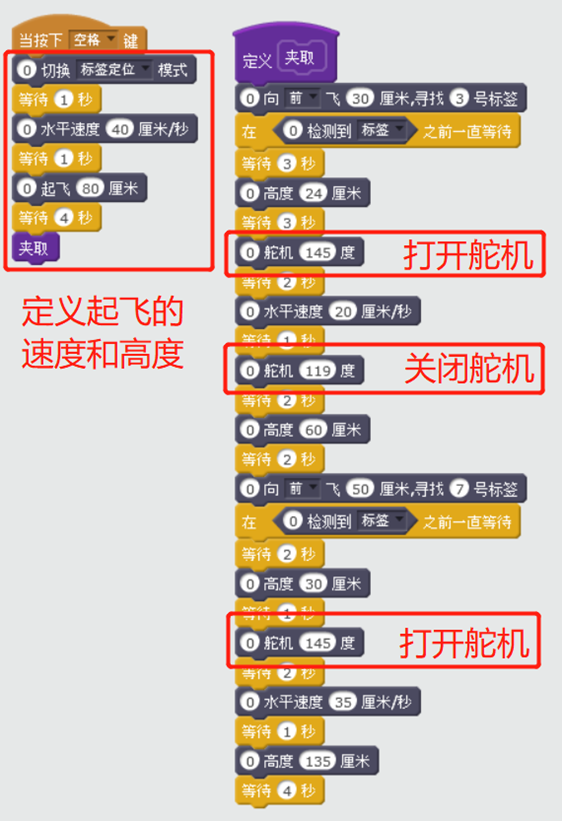 当按下 空格 键
0 切换 标签定位 模式
等待 1 秒
0 水平速度 40 厘米/秒
等待 1 秒
0 起飞 80 厘米
等待 4 秒
夹取
定义起飞的
速度和高度
定义 夹取
0 向 前 飞 30 厘米,寻找 3 号标签
在 0 检测到 标签 之前一直等待
等待 3 秒
0 高度 24 厘米
等待 3 秒
0 舵机 145 度 打开舵机
等待 2 秒
0 水平速度 20 厘米/秒
等待 1 秒
0 舵机 119 度 关闭舵机
等待 2 秒
0 高度 60 厘米
等待 2 秒
0 向 前 飞 50 厘米,寻找 7 号标签
在 0 检测到 标签 之前一直等待
等待 2 秒
0 高度 30 厘米
等待 1 秒
0 舵机 145 度 打开舵机
等待 2 秒
0 水平速度 35 厘米/秒
等待 1 秒
0 高度 135 厘米
等待 4 秒